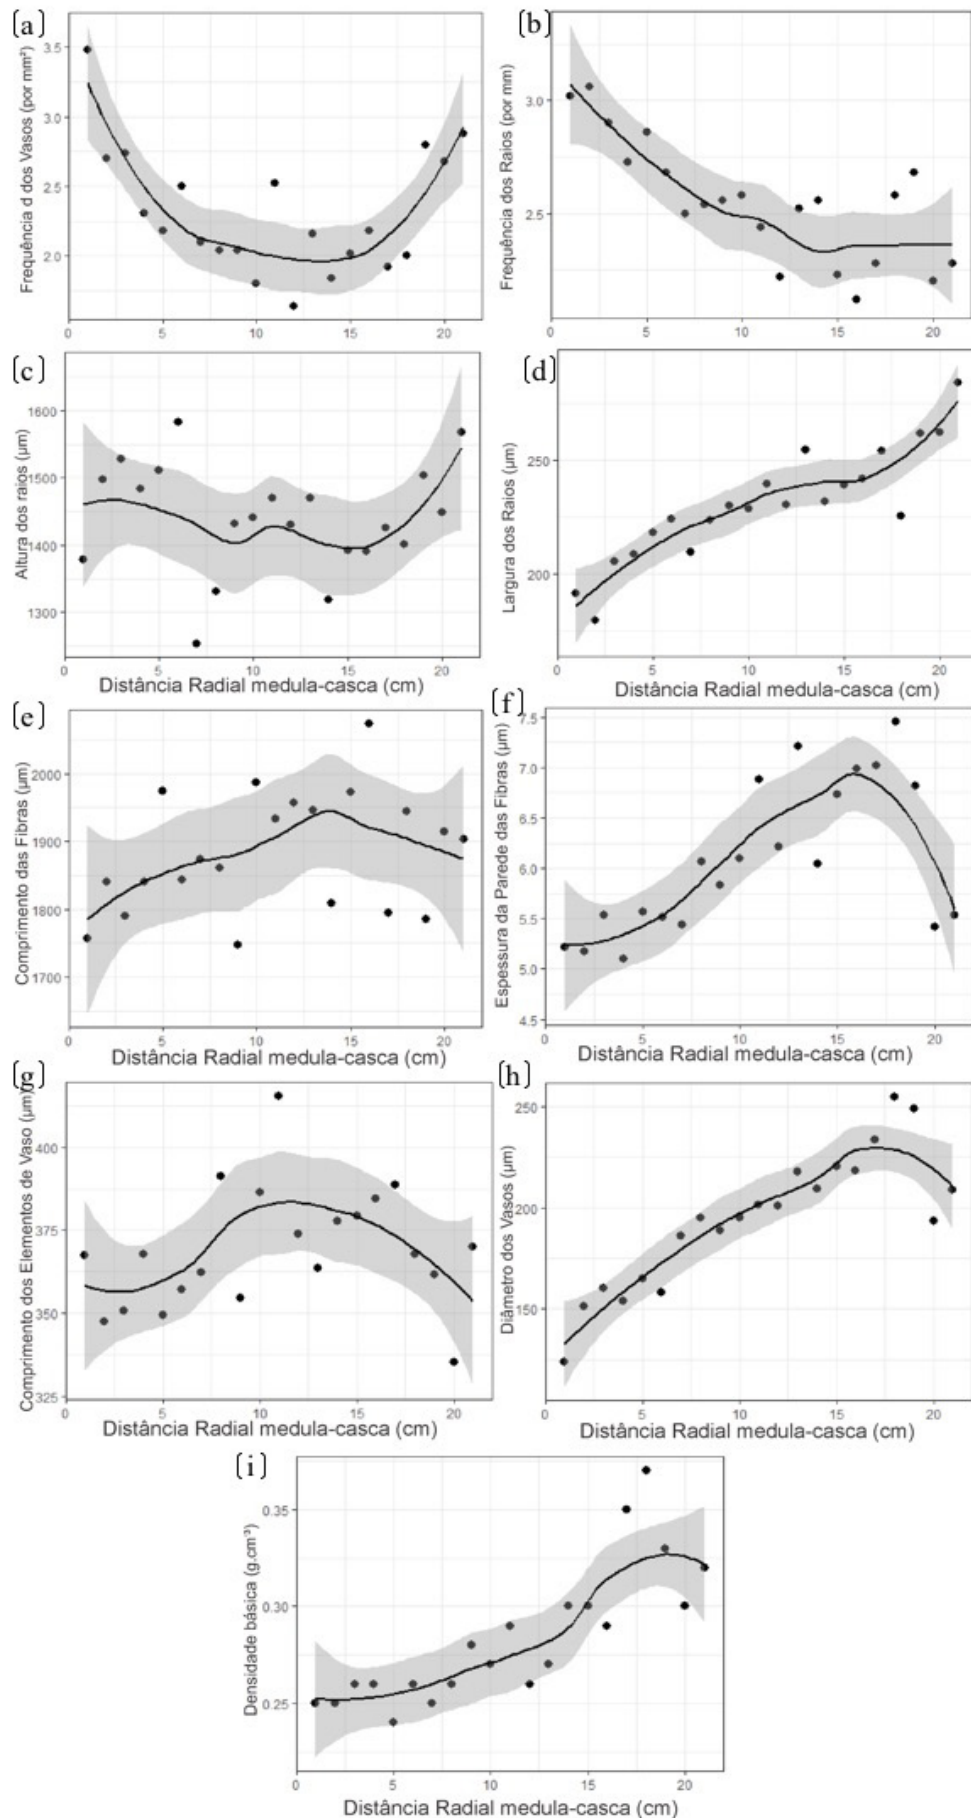 (a)
Frequência d dos Vasos (por mm²)
3.5
3.0
2.5
2.0
0 5 10 15 20
(b)
Frequência dos Raios (por mm)
3.0
2.5
0 5 10 15 20
(c)
Altura dos raios (µm)
1600
1500
1400
1300
0 5 10 15 20
Distância Radial medula-casca (cm)
(d)
Largura dos Raios (µm)
250
200
0 5 10 15 20
Distância Radial medula-casca (cm)
(e)
Comprimento das Fibras (µm)
2000
1900
1800
1700
0 5 10 15 20
Distância Radial medula-casca (cm)
(f)
Espessura da Parede das Fibras (µm)
7.5
7.0
6.5
6.0
5.5
5.0
4.5
0 5 10 15 20
Distância Radial medula-casca (cm)
(g)
Comprimento dos Elementos de Vaso (µm)
400
375
350
325
0 5 10 15 20
Distância Radial medula-casca (cm)
(h)
Diâmetro dos Vasos (µm)
250
200
150
0 5 10 15 20
Distância Radial medula-casca (cm)
(i)
Densidade básica (g.cm⁻³)
0.35
0.30
0.25
0 5 10 15 20
Distância Radial medula-casca (cm)